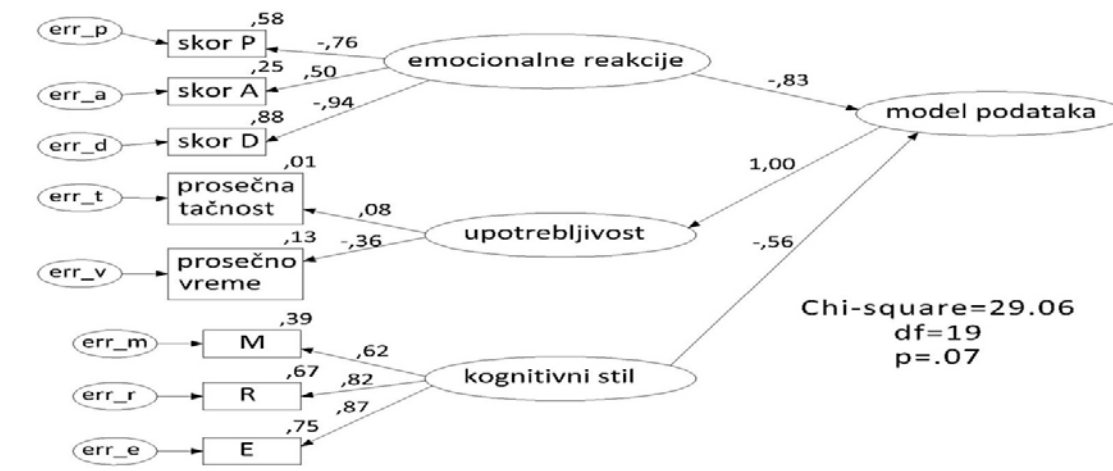 ,58
err_p
skor P
-,76
emocionalne reakcije
,25
err_a
skor A
,50
-,83
model podataka
,88
err_d
skor D
-,94
,01
err_t
prosečna
tačnost
,08
1,00
upotrebljivost
,13
err_v
prosečno
vreme
-,36
-,56
,39
err_m
M
,62
kognitivni stil
,67
err_r
R
,82
,75
err_e
E
,87
Chi-square=29.06
df=19
p=.07